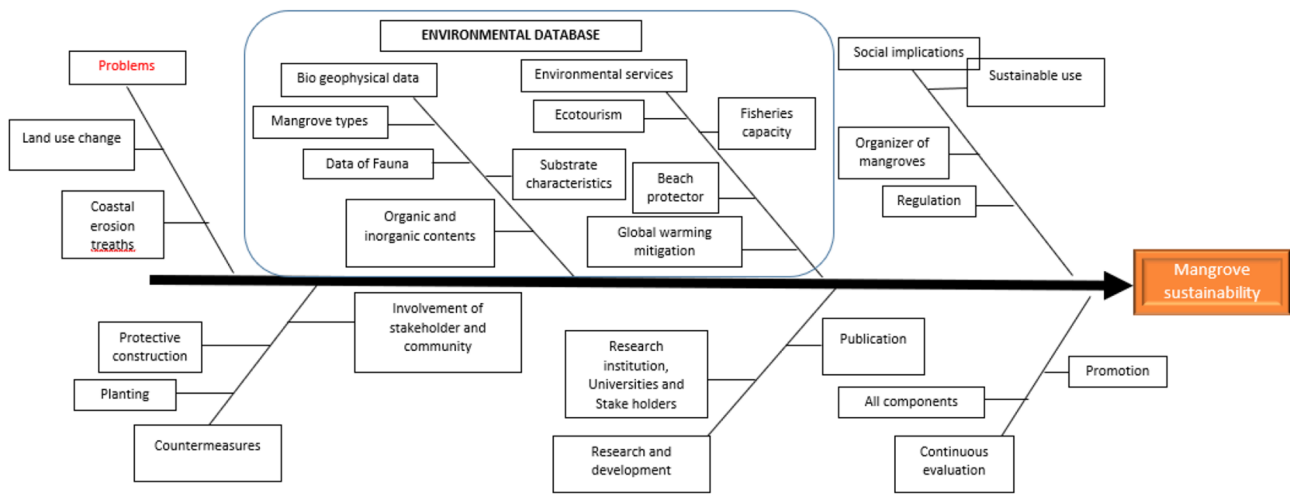 ENVIRONMENTAL DATABASE
Problems
Land use change
Coastal
erosion
treaths
Bio geophysical data
Mangrove types
Data of Fauna
Substrate
characteristics
Organic and
inorganic contents
Environmental services
Ecotourism
Fisheries
capacity
Beach
protector
Global warming
mitigation
Social implications
Sustainable use
Organizer of
mangroves
Regulation
Mangrove
sustainability
Involvement of
stakeholder and
community
Protective
construction
Planting
Countermeasures
Publication
Research
institution,
Universities and
Stake holders
Research and
development
Promotion
All components
Continuous
evaluation